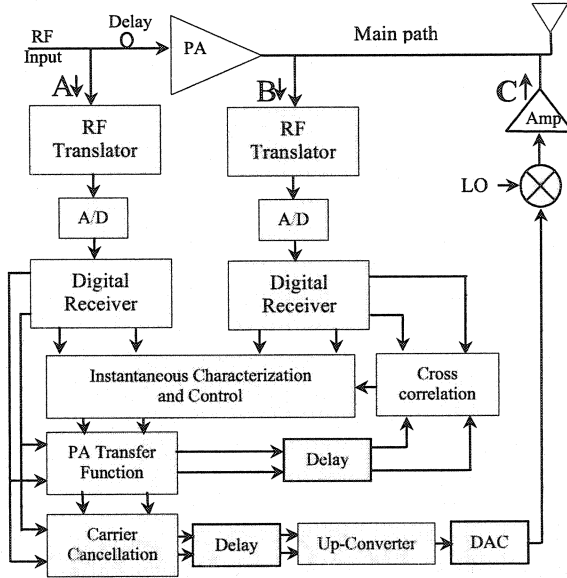 RF
Input
Delay
PA
Main path
A
B
C
RF
Translator
RF
Translator
Amp
A/D
A/D
LO
Digital
Receiver
Digital
Receiver
Instantaneous Characterization
and Control
Cross
correlation
PA Transfer
Function
Delay
Carrier
Cancellation
Delay
Up-Converter
DAC